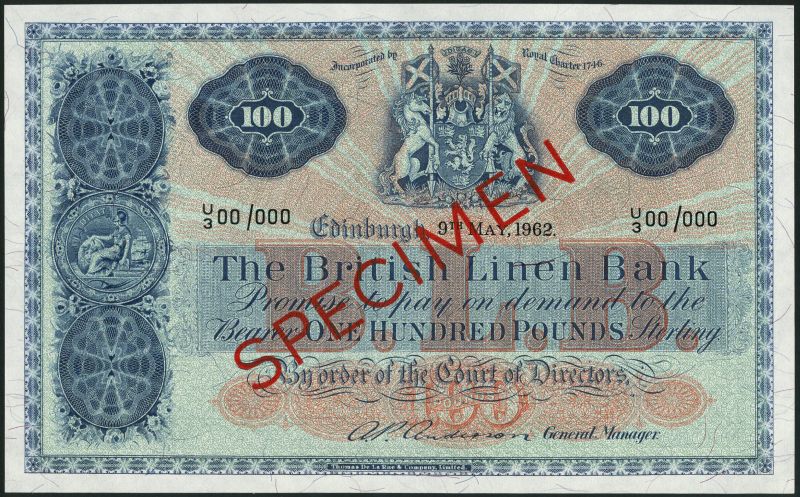 Incorporated by Royal Charter 1746
100 100
U/3 00/000 U/3 00/000
Edinburgh, 9TH MAY, 1962.
The British Linen Bank
Promise to pay on demand to the
Bearer ONE HUNDRED POUNDS Sterling
B.L.B
By order of the Court of Directors,
100
A.P. Anderson General Manager
Thomas De La Rue & Company, Limited.
SPECIMEN